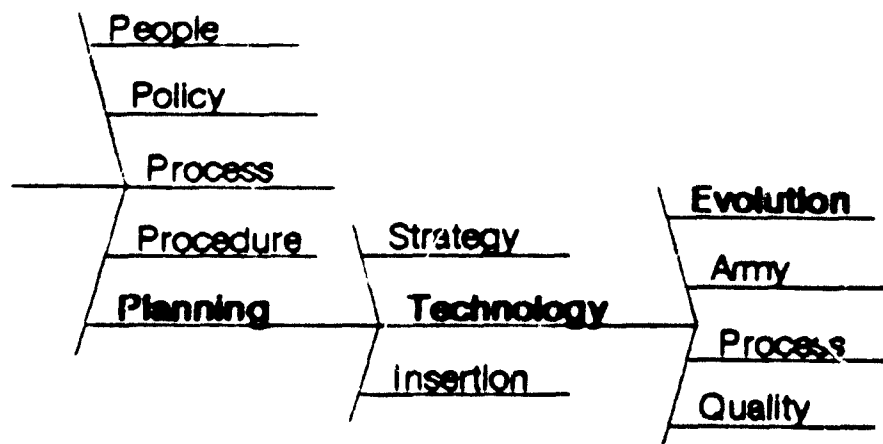 People
Policy
Process
Procedure
Planning
Strategy
Technology
Insertion
Evolution
Army
Process
Quality